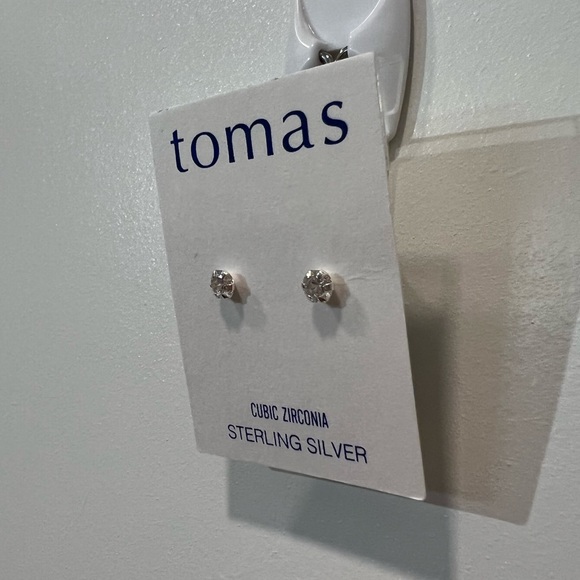 tomas
CUBIC ZIRCONIA
STERLING SILVER